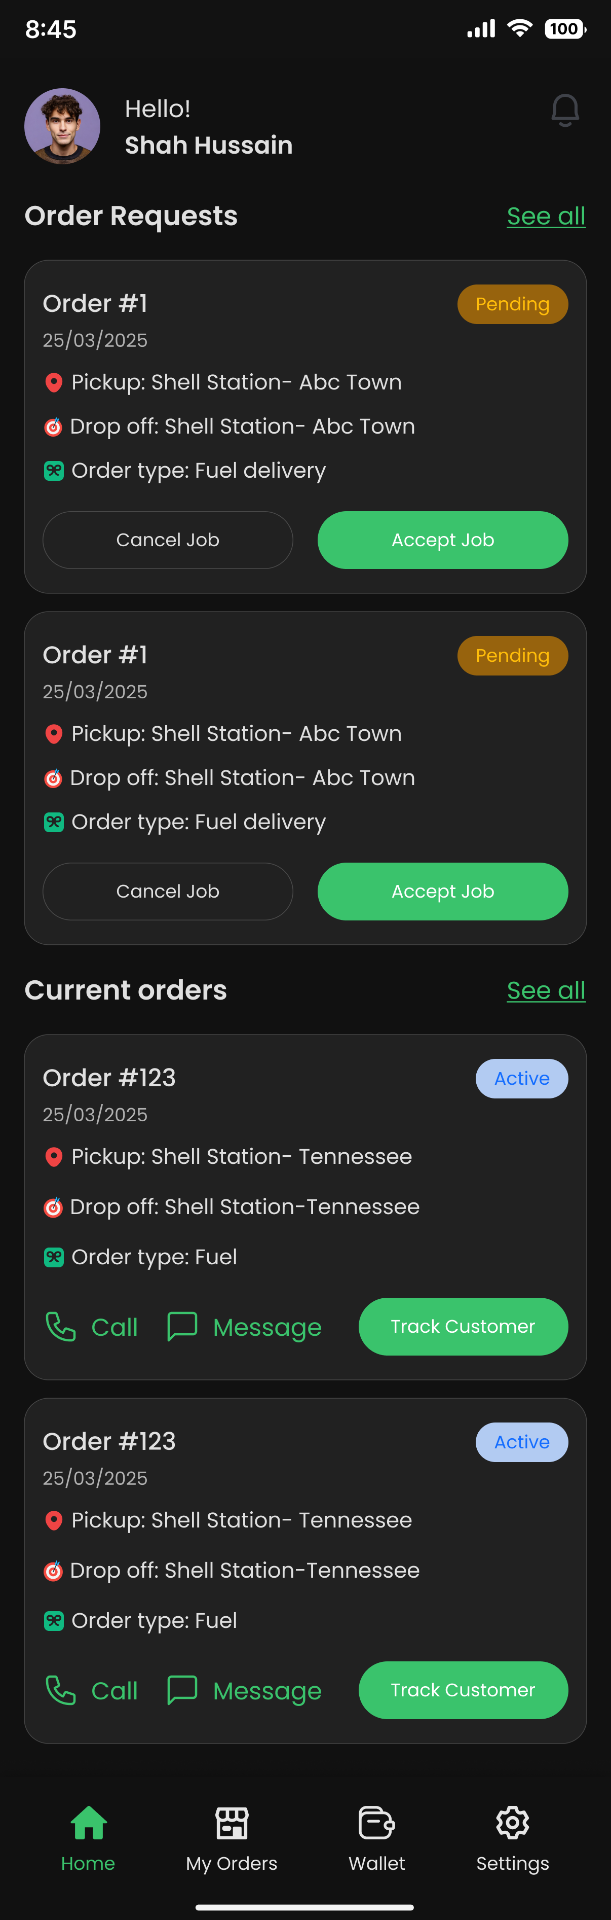 8:45
100
Hello!
Shah Hussain
Order Requests
See all
Order #1
Pending
25/03/2025
Pickup: Shell Station- Abc Town
Drop off: Shell Station- Abc Town
Order type: Fuel delivery
Cancel Job
Accept Job
Order #1
Pending
25/03/2025
Pickup: Shell Station- Abc Town
Drop off: Shell Station- Abc Town
Order type: Fuel delivery
Cancel Job
Accept Job
Current orders
See all
Order #123
Active
25/03/2025
Pickup: Shell Station- Tennessee
Drop off: Shell Station-Tennessee
Order type: Fuel
Call
Message
Track Customer
Order #123
Active
25/03/2025
Pickup: Shell Station- Tennessee
Drop off: Shell Station-Tennessee
Order type: Fuel
Call
Message
Track Customer
Home
My Orders
Wallet
Settings